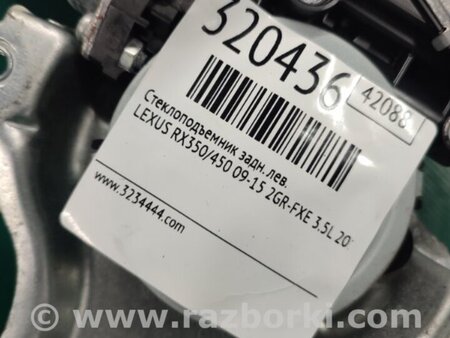 320436
42088
Стеклоподъемник задн.лев.
LEXUS RX350/450 09-15 2GR-FXE 3.5L 20
www.3234444.com
www.razborki.com